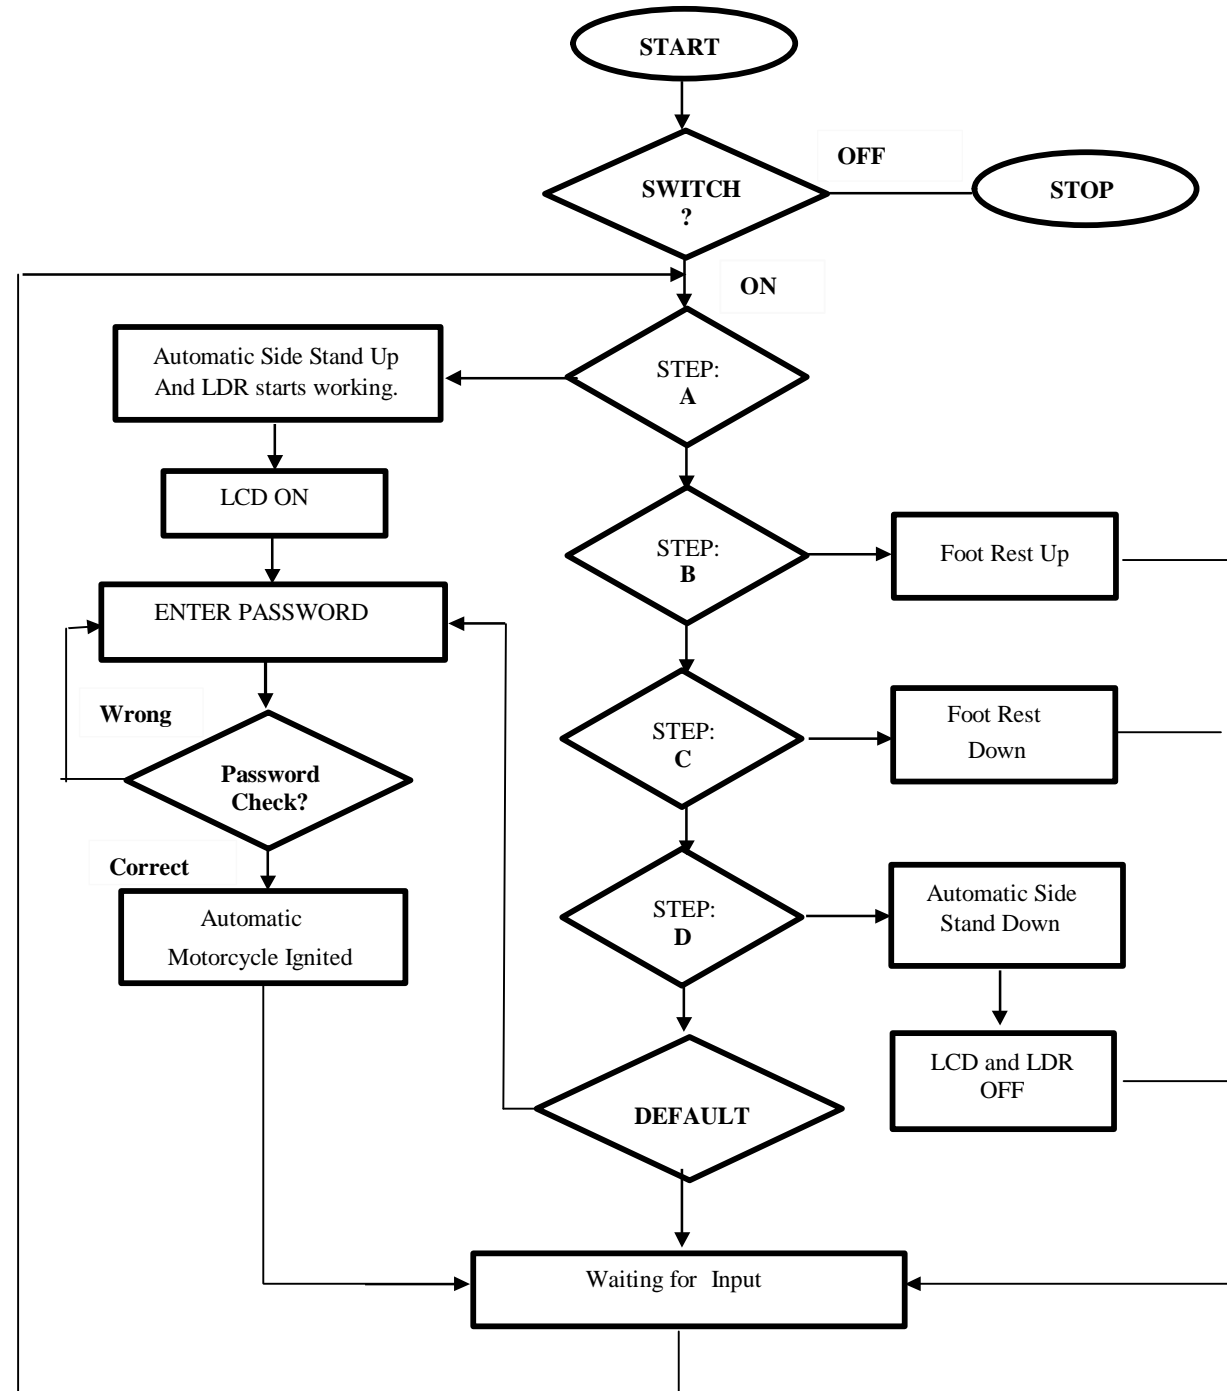 START
OFF
SWITCH
?
STOP
ON
Automatic Side Stand Up
And LDR starts working.
STEP:
A
LCD ON
STEP:
B
Foot Rest Up
ENTER PASSWORD
Wrong
STEP:
C
Foot Rest
Down
Password
Check?
Correct
Automatic
Motorcycle Ignited
STEP:
D
Automatic Side
Stand Down
LCD and LDR
OFF
DEFAULT
Waiting for Input